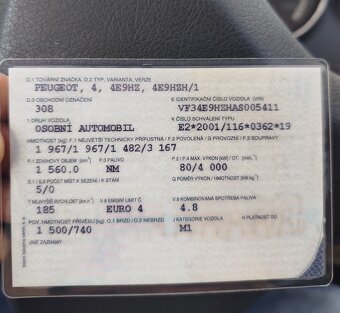 D.1 TOVÁRNÍ ZNAČKA, D.2 TYP, VARIANTA, VERZE
PEUGEOT, 4, 4E9HZ, 4E9HZH/1
D.3 OBCHODNÍ OZNAČENÍ E IDENTIFIKAČNÍ ČÍSLO VOZIDLA (VIN)
308 VF34E9HZHAS005411
J DRUH VOZIDLA K ČÍSLO SCHVÁLENÍ TYPU
OSOBNÍ AUTOMOBIL E2*2001/116*0362*19
HMOTNOST [kg]: F.1 NEJVĚTŠÍ TECHNICKY PŘÍPUSTNÁ / F.2 POVOLENÁ / G PROVOZNÍ / F.3 SOUPRAVY
1 967/1 967/1 482/3 167
P.1 ZDVIHOVÝ OBJEM [cm³] P.3 PALIVO P.2 / P.4 MAX. VÝKON [kW] / OT. [min-1]
1 560.0 NM 80/4 000
S.1 / S.2 POČET MÍST K SEZENÍ / K STÁNÍ Q POMĚR VÝKON / HMOTNOST [kW/kg]
5/0
T NEJVYŠŠÍ RYCHLOST [km/h] V.9 EMISNÍ LIMIT Č. V.8 KOMBINOVANÁ SPOTŘEBA PALIVA
185 EURO 4 4.8
POV. HMOTNOST PŘÍVĚSU [kg] O.1 BRZD. / O.2 NEBRZD. J KATEGORIE VOZIDLA H PLATNOST DO
1 500/740 M1
JINÉ ZÁZNAMY